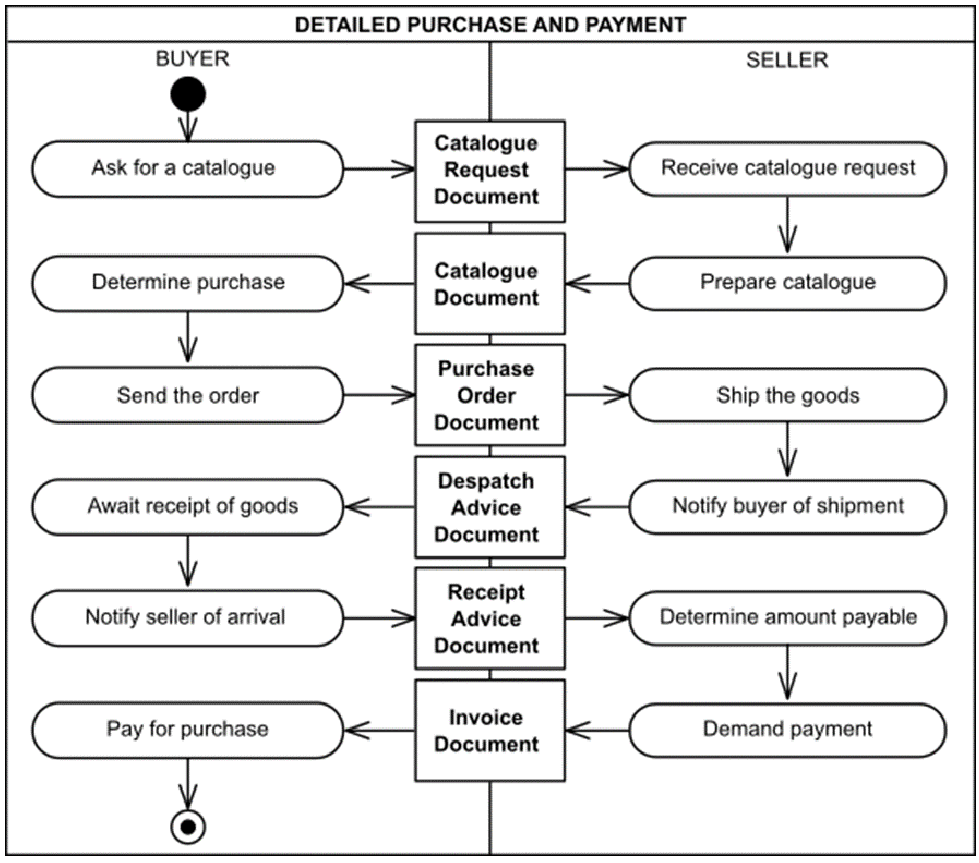 DETAILED PURCHASE AND PAYMENT
BUYER
SELLER
Ask for a catalogue
Catalogue
Request
Document
Receive catalogue request
Determine purchase
Catalogue
Document
Prepare catalogue
Send the order
Purchase
Order
Document
Ship the goods
Await receipt of goods
Despatch
Advice
Document
Notify buyer of shipment
Notify seller of arrival
Receipt
Advice
Document
Determine amount payable
Pay for purchase
Invoice
Document
Demand payment